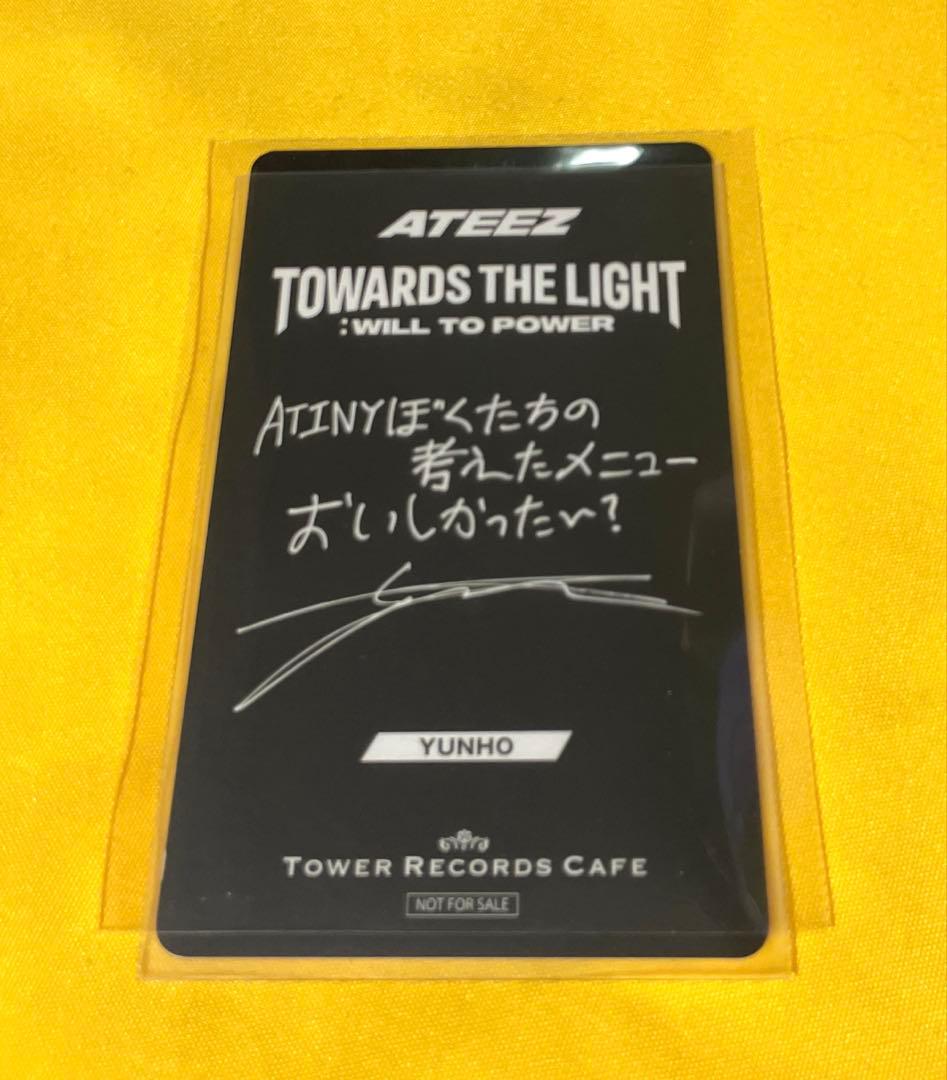 ATEEZ
TOWARDS THE LIGHT
:WILL TO POWER
ATINYぼくたちの
考えたメニュー
おいしかった〜?
YUNHO
TOWER RECORDS CAFE
NOT FOR SALE